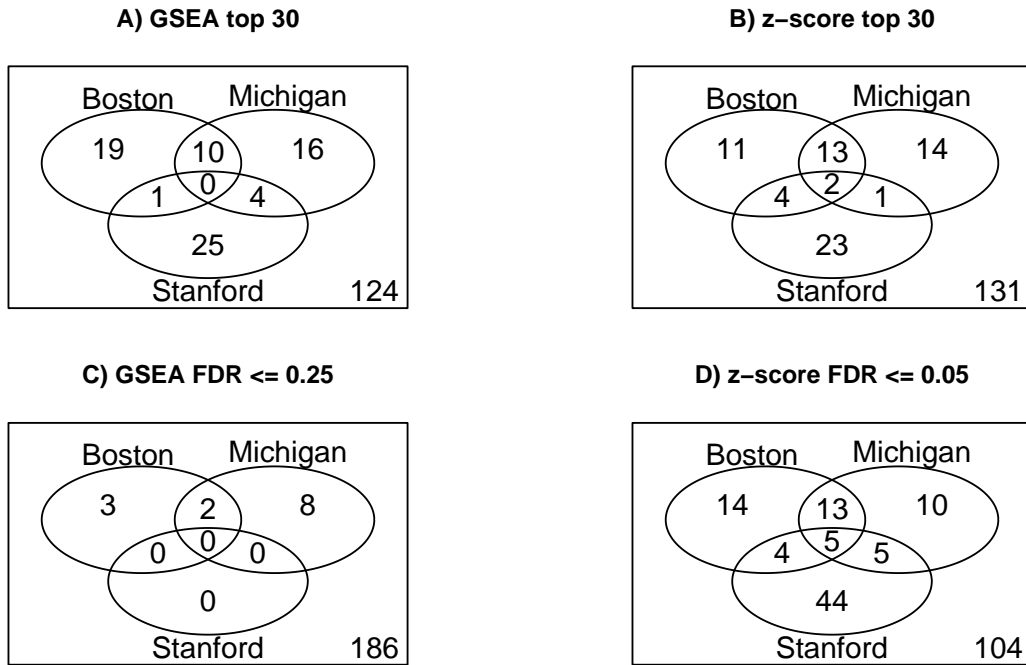 A) GSEA top 30
Boston Michigan
19 10 16
0
1 4
25
Stanford 124
B) z−score top 30
Boston Michigan
11 13 14
2
4 1
23
Stanford 131
C) GSEA FDR <= 0.25
Boston Michigan
3 2 8
0
0 0
0
Stanford 186
D) z−score FDR <= 0.05
Boston Michigan
14 13 10
5
4 5
44
Stanford 104